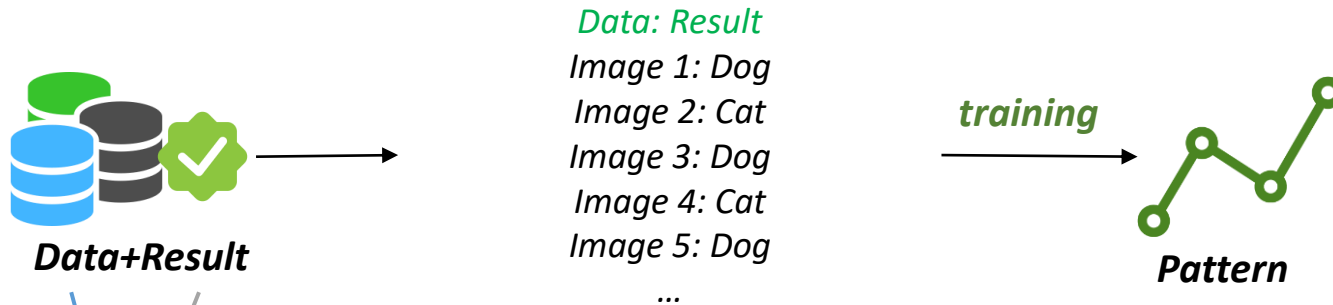 Data: Result
Image 1: Dog
Image 2: Cat
Image 3: Dog
Image 4: Cat
Image 5: Dog
…
Data+Result
training
Pattern